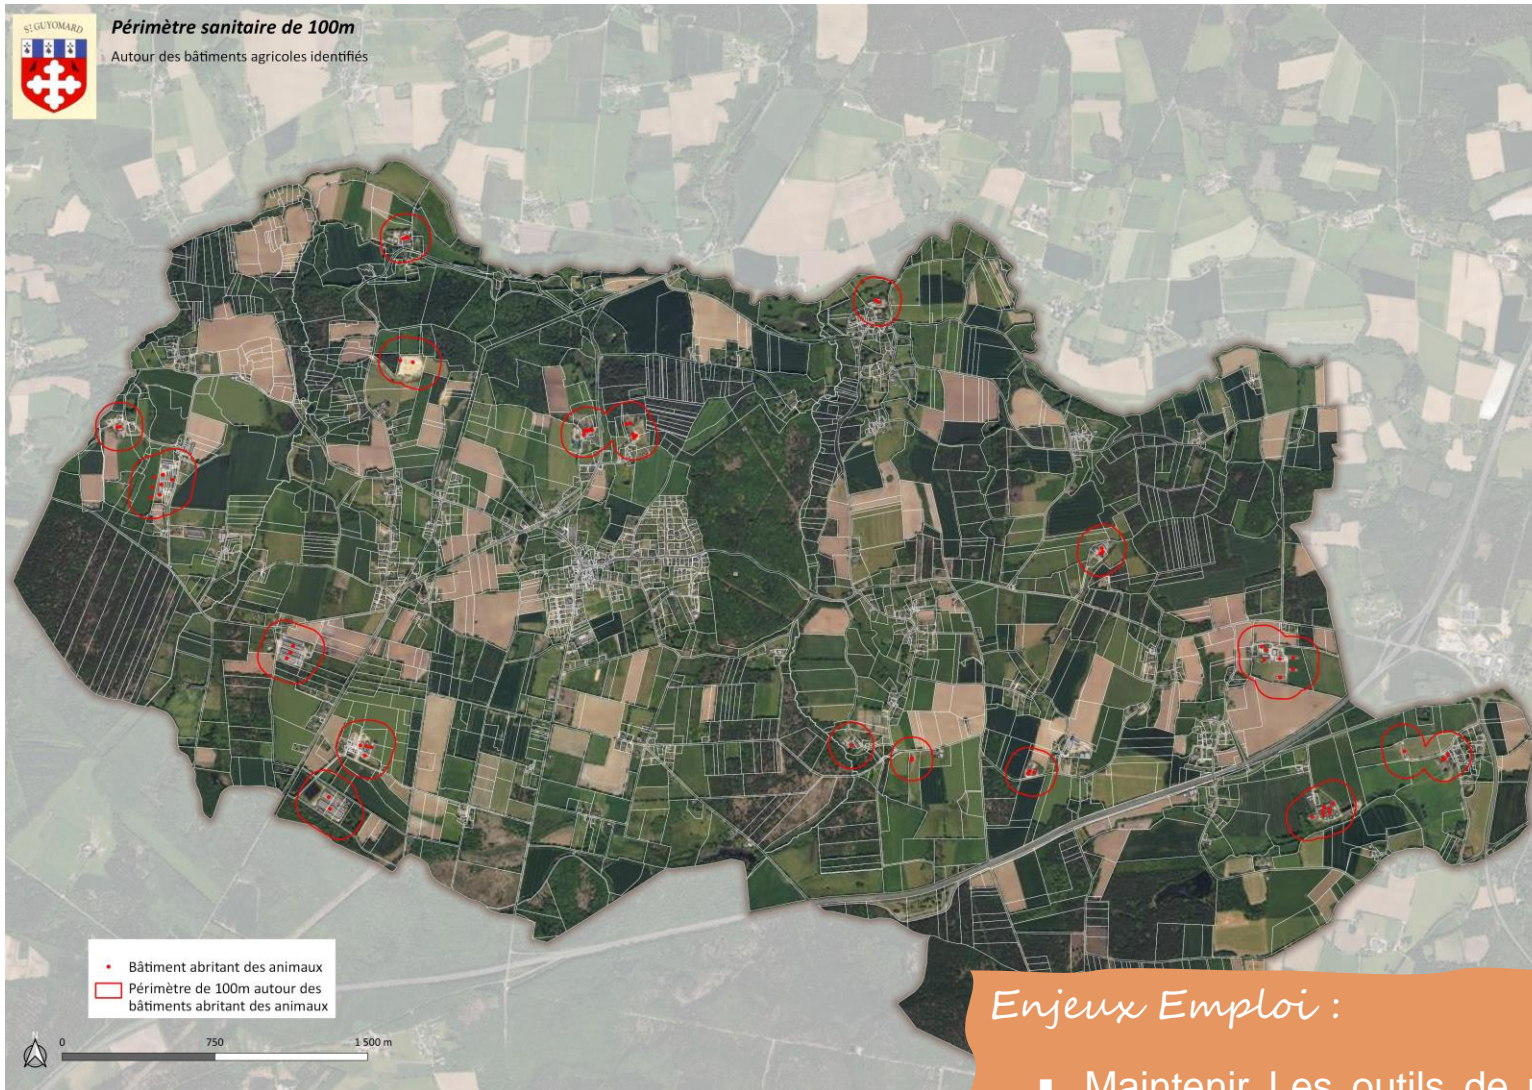 St GUYOMARD
Périmètre sanitaire de 100m
Autour des bâtiments agricoles identifiés
Bâtiment abritant des animaux
Périmètre de 100m autour des
bâtiments abritant des animaux
N
0 750 1 500 m
Enjeux Emploi :
▪ Maintenir Les outils de